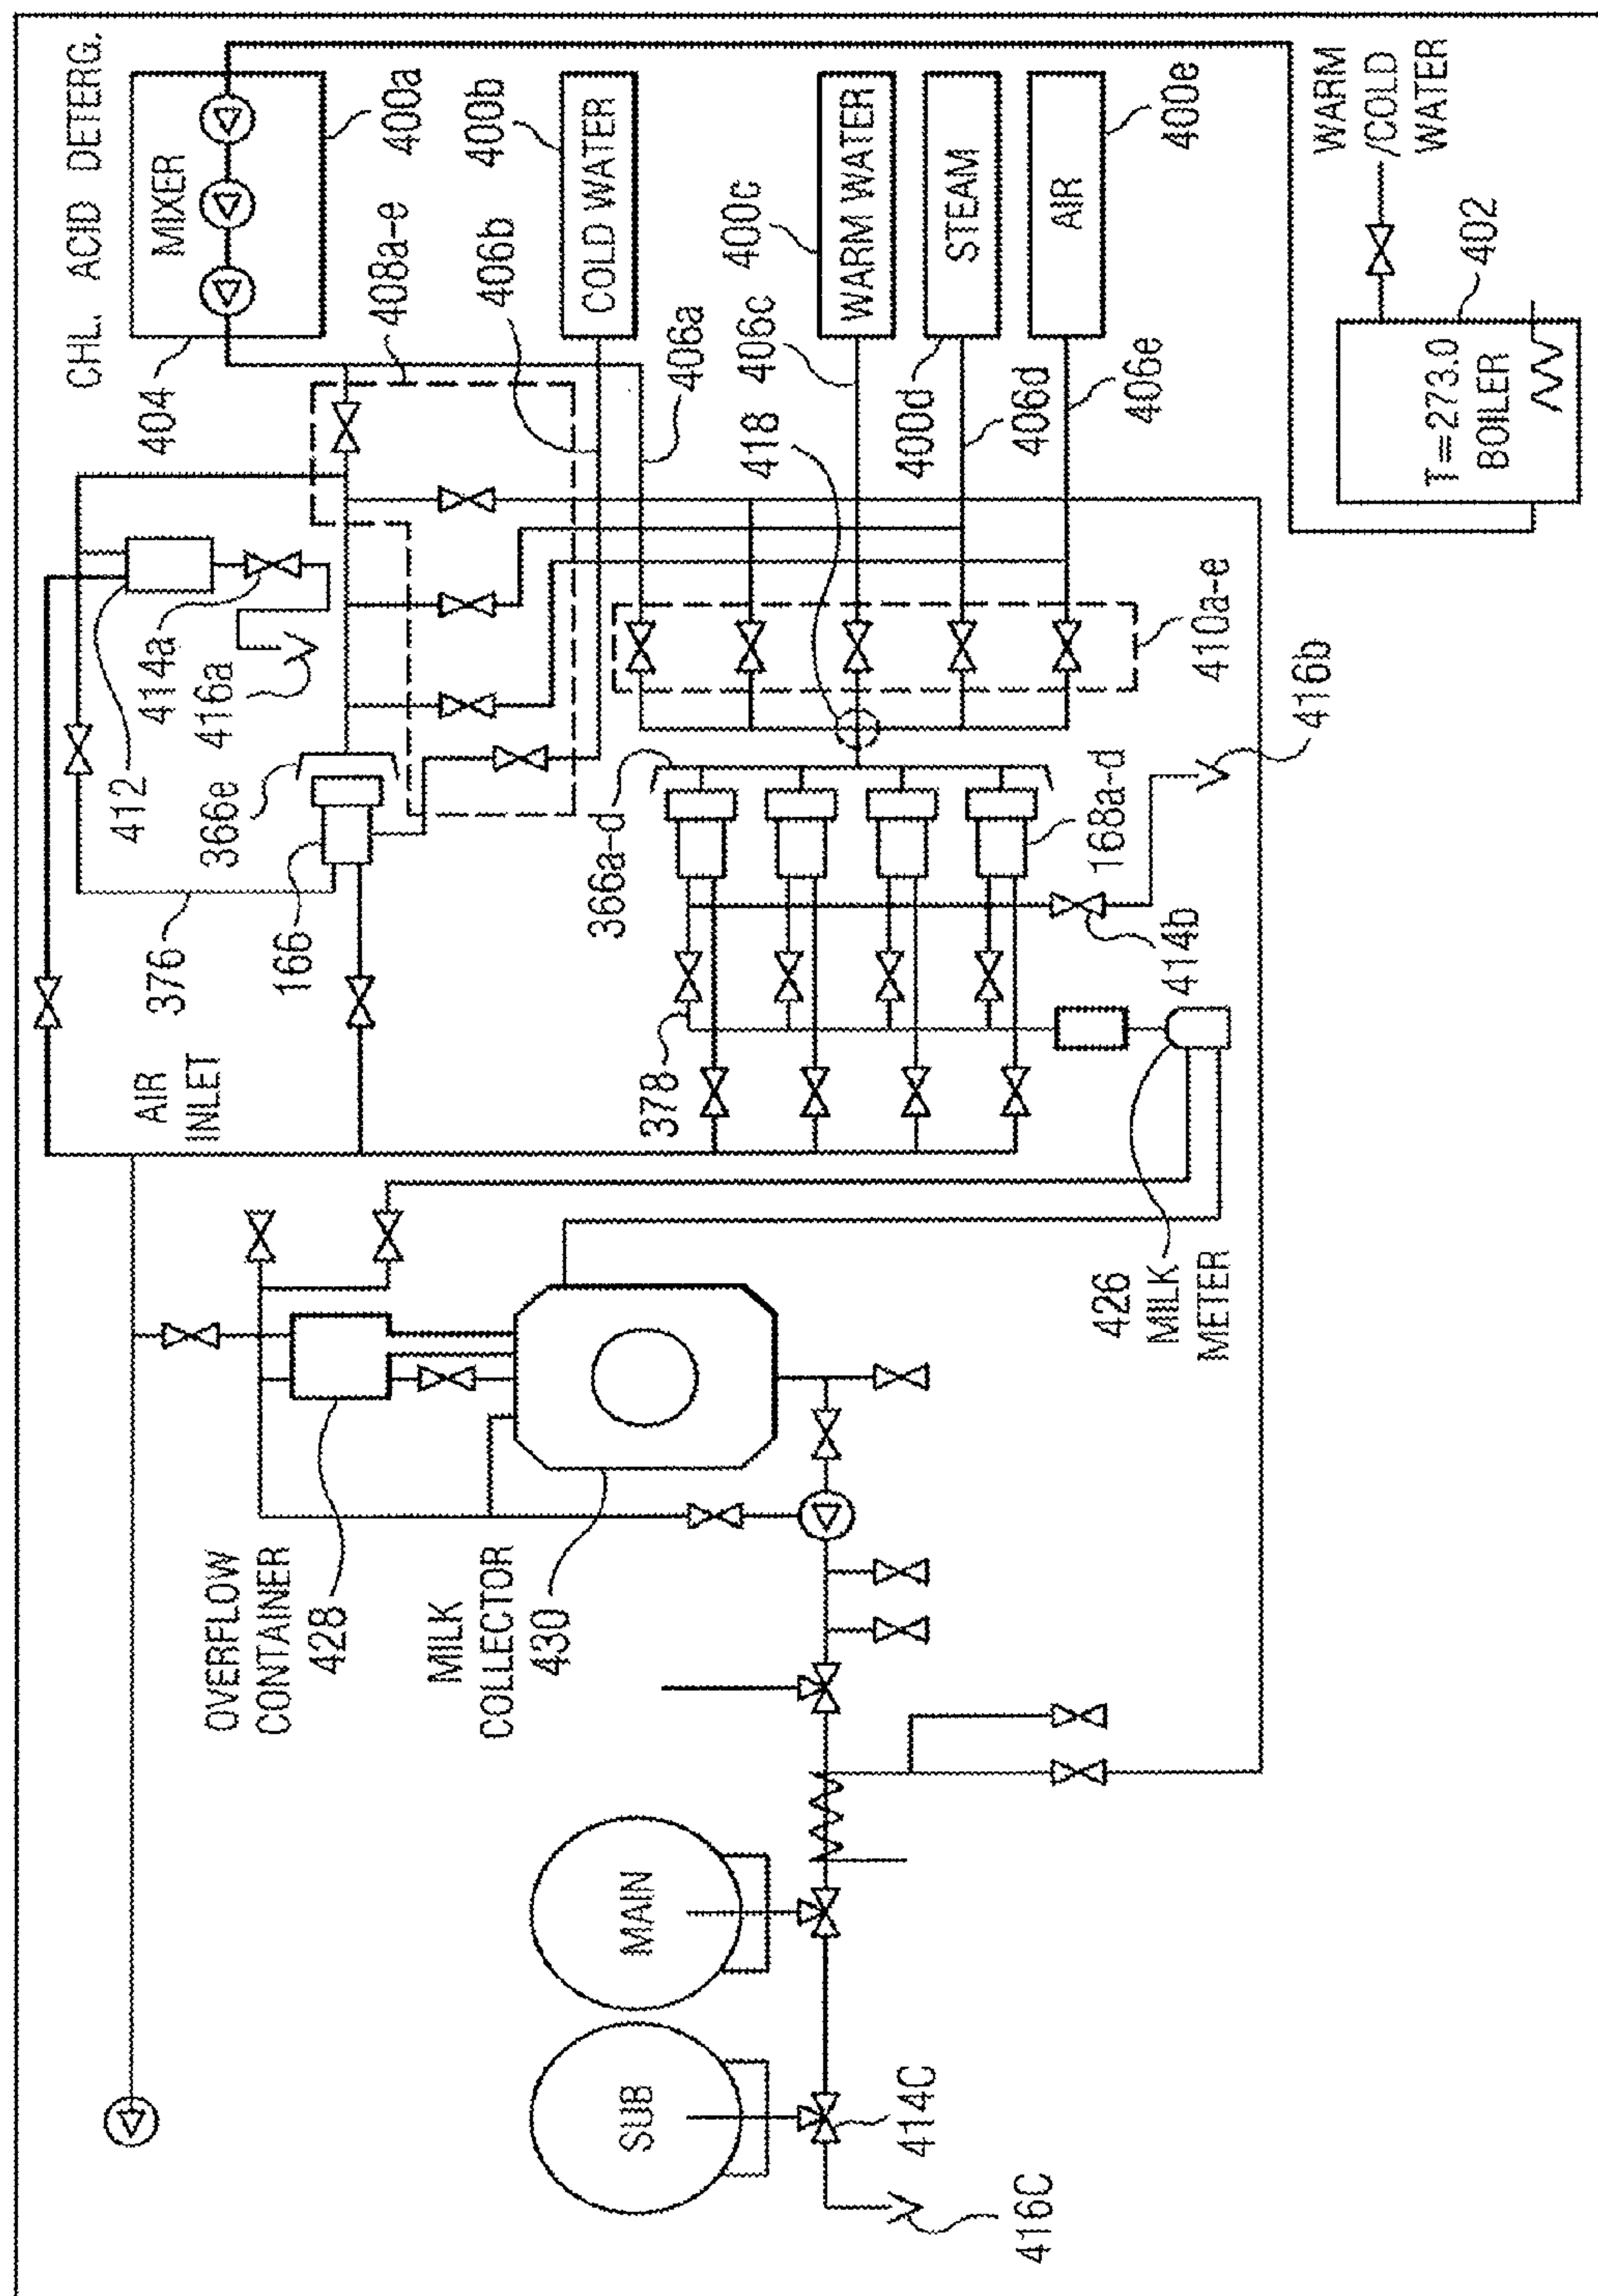 CHL. ACID DETERG.
MIXER
404
400a
412
414a
416a
AIR
INLET
376
366e
166
408a-e
400b
COLD WATER
406b
406a
OVERFLOW
CONTAINER
428
MILK
COLLECTOR
430
366a-d
378
418
400c
WARM WATER
406c
400d
STEAM
406d
AIR
400e
406e
SUB
MAIN
414C
416C
426
MILK
METER
168a-d
414b
410a-e
416b
WARM
/COLD
WATER
402
T=273.0
BOILER